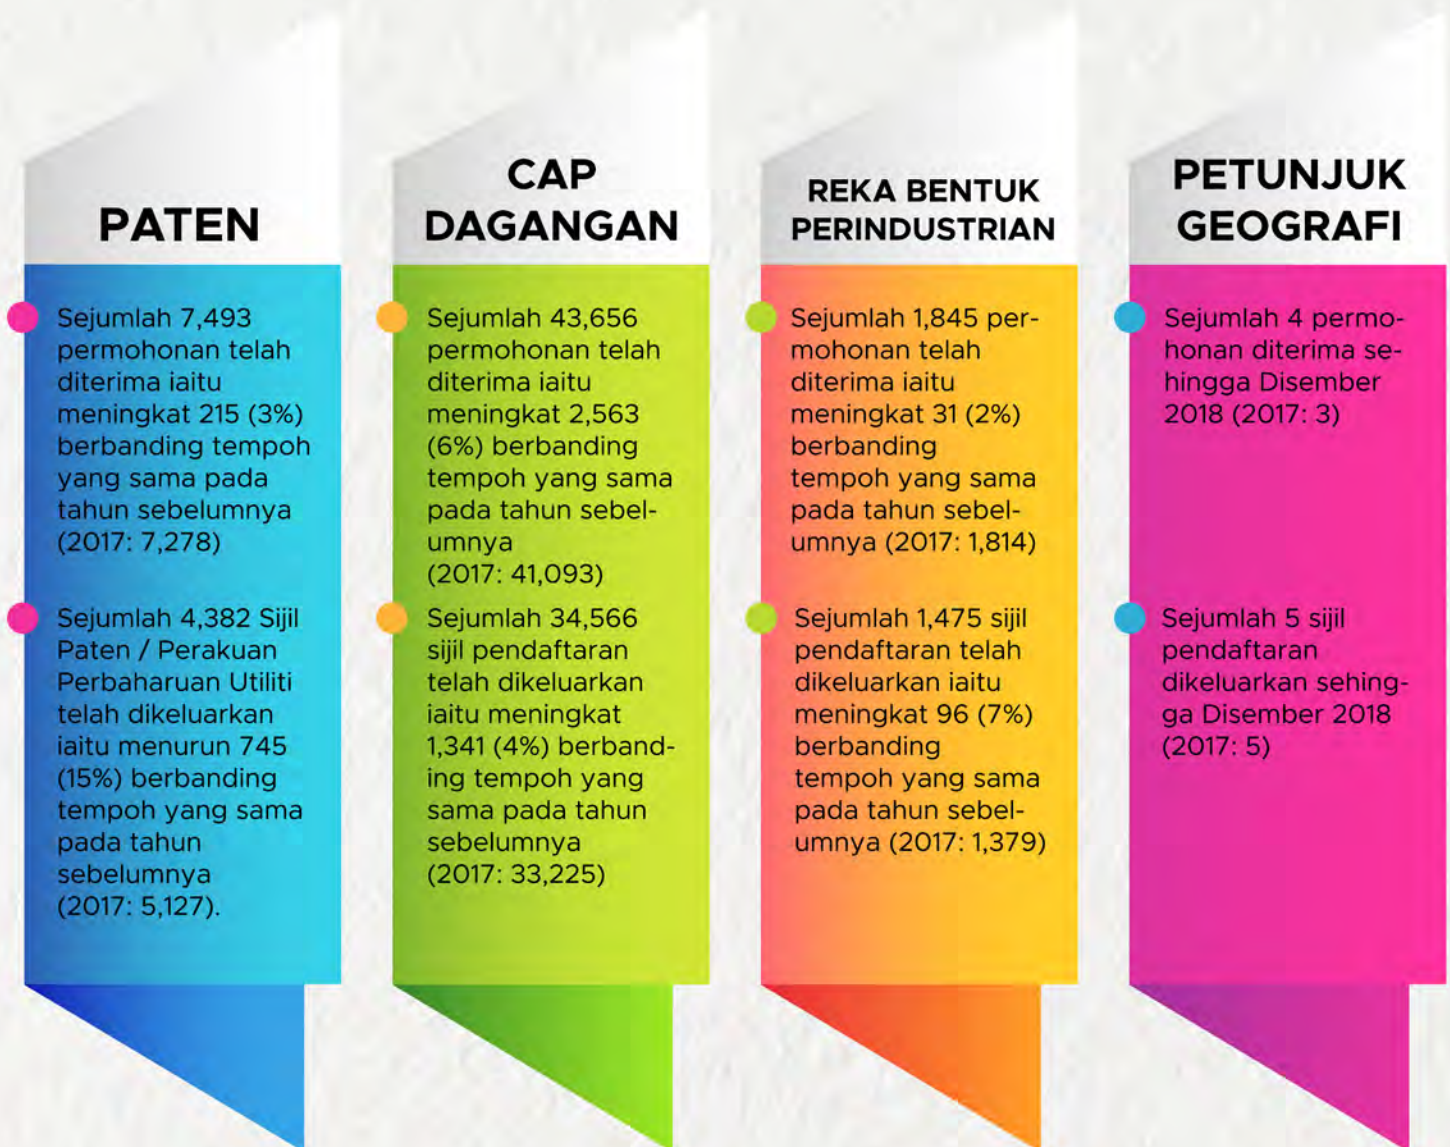 PATEN
Sejumlah 7,493
permohonan telah
diterima iaitu
meningkat 215 (3%)
berbanding tempoh
yang sama pada
tahun sebelumnya
(2017: 7,278)
Sejumlah 4,382 Sijil
Paten / Perakuan
Perbaharuan Utiliti
telah dikeluarkan
iaitu menurun 745
(15%) berbanding
tempoh yang sama
pada tahun
sebelumnya
(2017: 5,127).
CAP
DAGANGAN
Sejumlah 43,656
permohonan telah
diterima iaitu
meningkat 2,563
(6%) berbanding
tempoh yang sama
pada tahun sebel-
umnya
(2017: 41,093)
Sejumlah 34,566
sijil pendaftaran
telah dikeluarkan
iaitu meningkat
1,341 (4%) berband-
ing tempoh yang
sama pada tahun
sebelumnya
(2017: 33,225)
REKA BENTUK
PERINDUSTRIAN
Sejumlah 1,845 per-
mohonan telah
diterima iaitu
meningkat 31 (2%)
berbanding
tempoh yang sama
pada tahun sebel-
umnya (2017: 1,814)
Sejumlah 1,475 sijil
pendaftaran telah
dikeluarkan iaitu
meningkat 96 (7%)
berbanding
tempoh yang sama
pada tahun sebel-
umnya (2017: 1,379)
PETUNJUK
GEOGRAFI
Sejumlah 4 permo-
honan diterima se-
hingga Disember
2018 (2017: 3)
Sejumlah 5 sijil
pendaftaran
dikeluarkan sehing-
ga Disember 2018
(2017: 5)